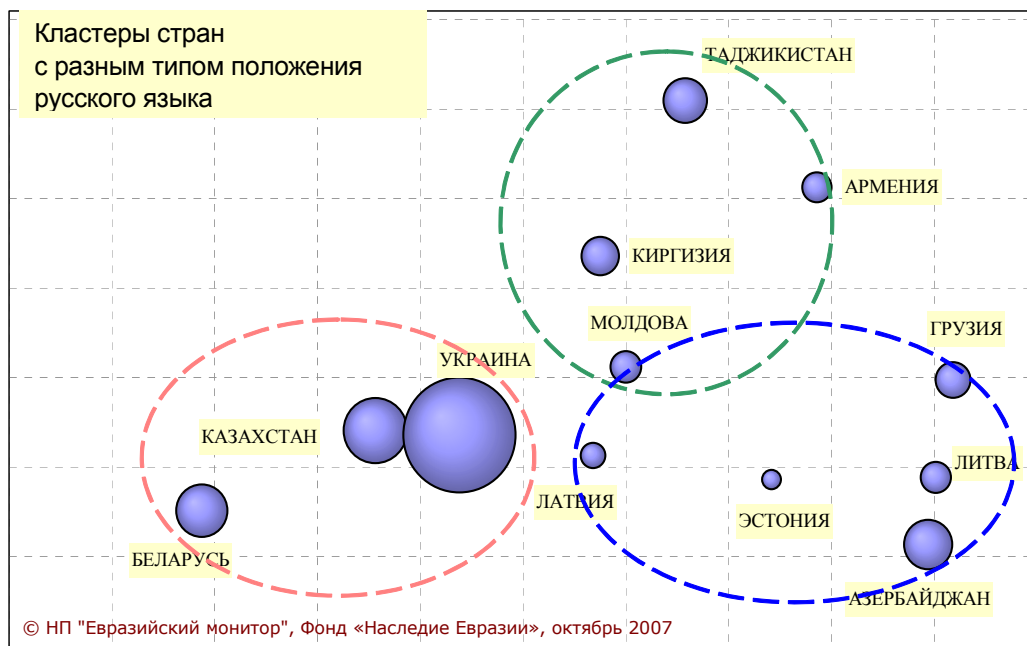 Кластеры стран
с разным типом положения
русского языка
ТАДЖИКИСТАН
АРМЕНИЯ
КИРГИЗИЯ
МОЛДОВА
ГРУЗИЯ
УКРАИНА
КАЗАХСТАН
ЛИТВА
ЛАТВИЯ
ЭСТОНИЯ
БЕЛАРУСЬ
АЗЕРБАЙДЖАН
© НП "Евразийский монитор", Фонд «Наследие Евразии», октябрь 2007